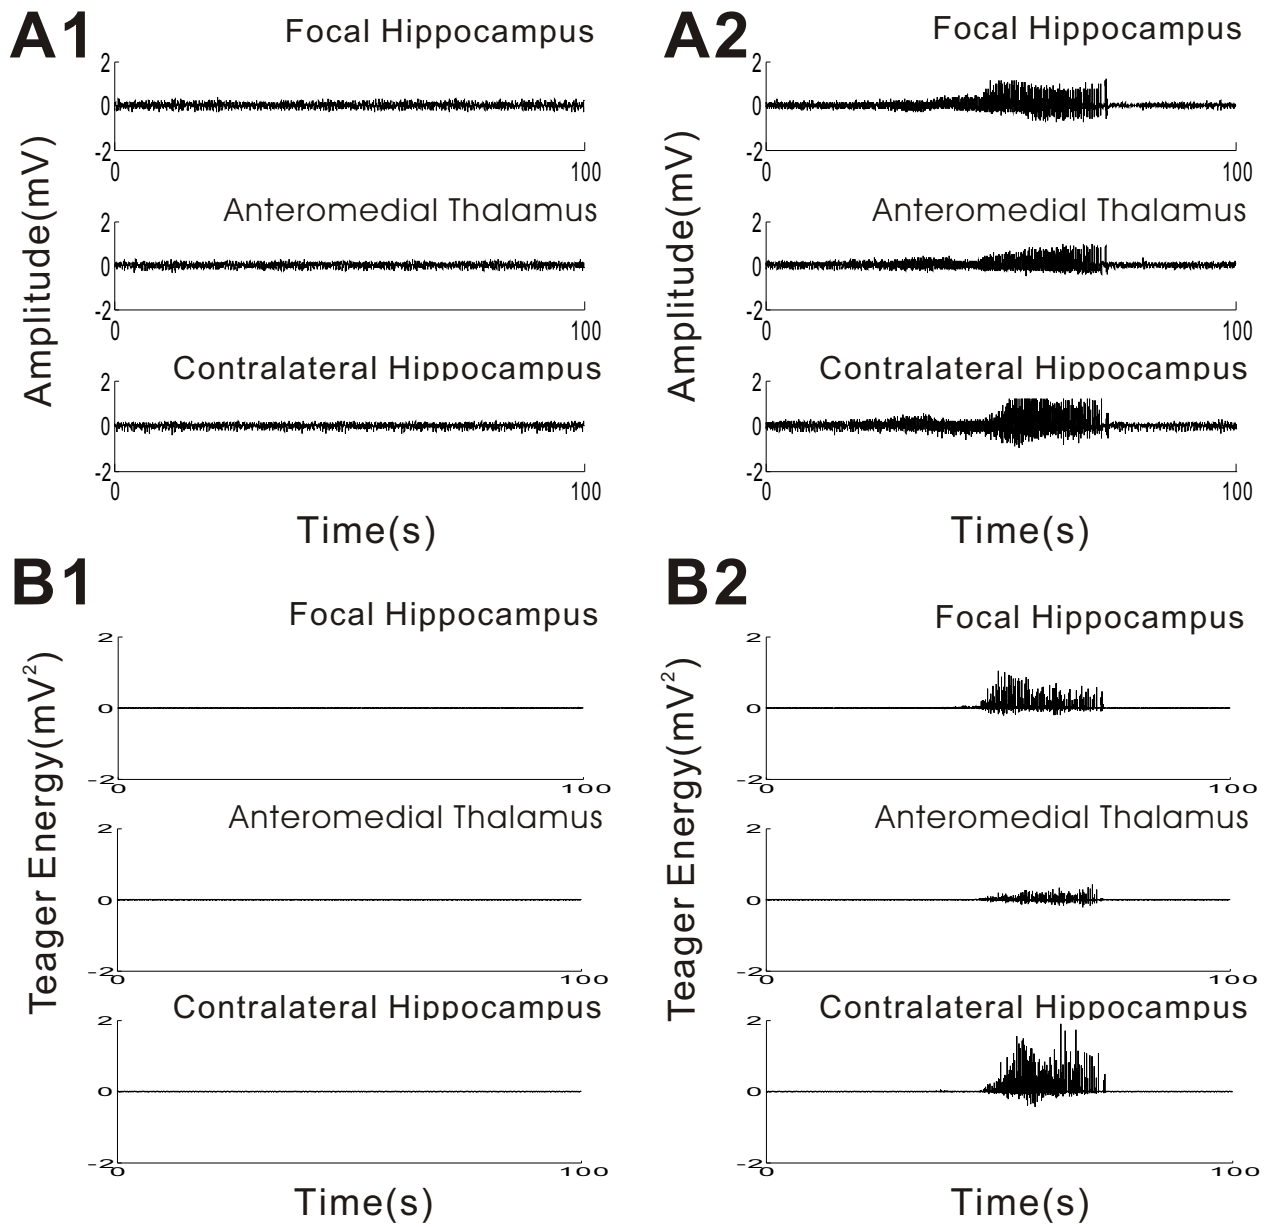 A1
Focal Hippocampus
2
0
-2
0
100
Anteromedial Thalamus
2
0
-2
0
100
Contralateral Hippocampus
2
0
-2
0
100
Amplitude(mV)
Time(s)
A2
Focal Hippocampus
2
0
-2
0
100
Anteromedial Thalamus
2
0
-2
0
100
Contralateral Hippocampus
2
0
-2
0
100
Amplitude(mV)
Time(s)
B1
Focal Hippocampus
2
0
-2
0
100
Anteromedial Thalamus
2
0
-2
0
100
Contralateral Hippocampus
2
0
-2
0
100
Teager Energy(mV²)
Time(s)
B2
Focal Hippocampus
2
0
-2
0
100
Anteromedial Thalamus
2
0
-2
0
100
Contralateral Hippocampus
2
0
-2
0
100
Teager Energy(mV²)
Time(s)